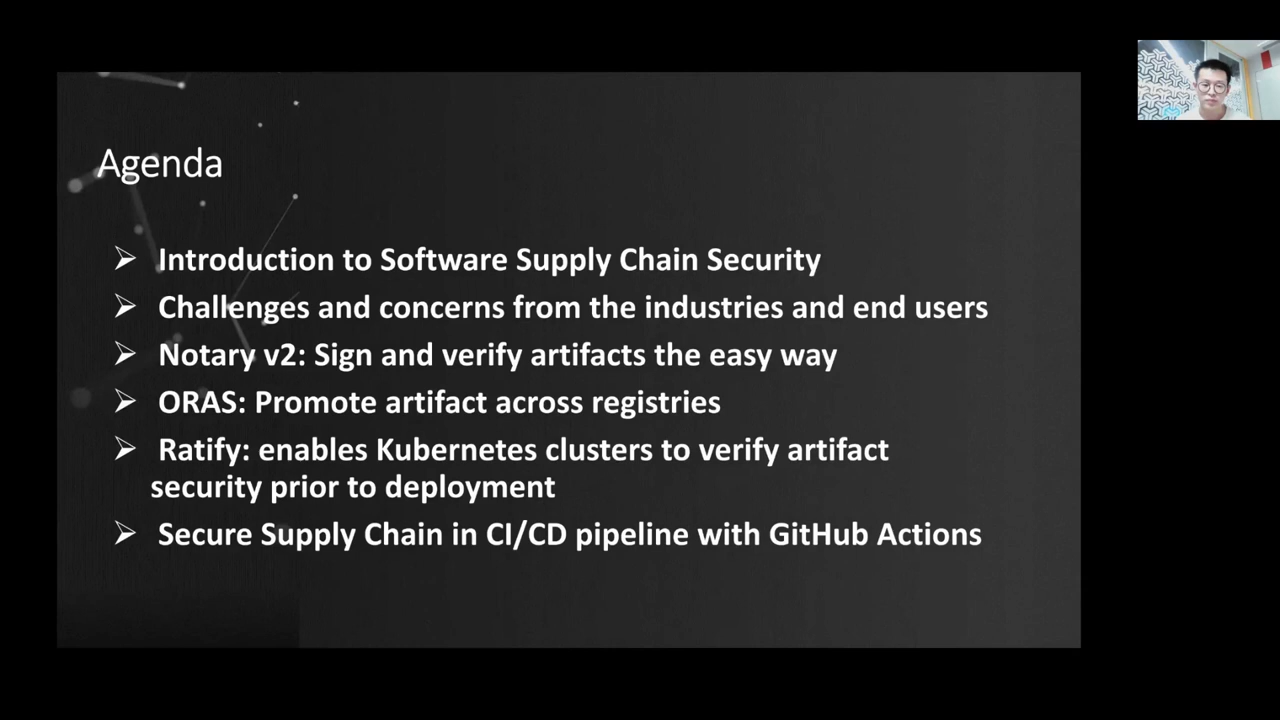 Agenda
➢ Introduction to Software Supply Chain Security
➢ Challenges and concerns from the industries and end users
➢ Notary v2: Sign and verify artifacts the easy way
➢ ORAS: Promote artifact across registries
➢ Ratify: enables Kubernetes clusters to verify artifact
security prior to deployment
➢ Secure Supply Chain in CI/CD pipeline with GitHub Actions